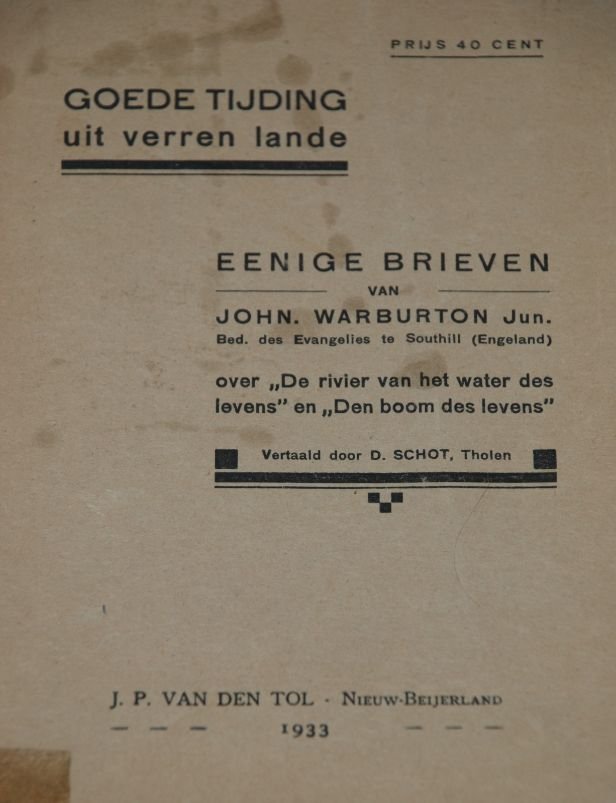 PRIJS 40 CENT
GOEDE TIJDING
uit verren lande
EENIGE BRIEVEN
VAN
JOHN. WARBURTON Jun.
Bed. des Evangelies te Southill (Engeland)
over „De rivier van het water des
levens” en „Den boom des levens”
Vertaald door D. SCHOT, Tholen
J. P. VAN DEN TOL - NIEUW-BEIJERLAND
— — — 1933 — — —